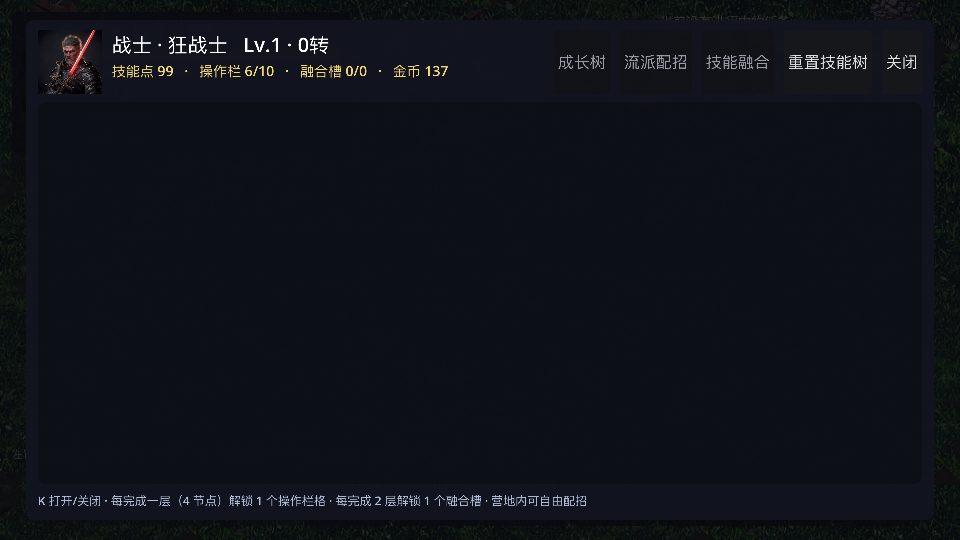 战士 · 狂战士 Lv.1 · 0转
技能点 99 · 操作栏 6/10 · 融合槽 0/0 · 金币 137
成长树 流派配招 技能融合 重置技能树 关闭
K 打开/关闭 · 每完成一层（4 节点）解锁 1 个操作栏格 · 每完成 2 层解锁 1 个融合槽 · 营地内可自由配招